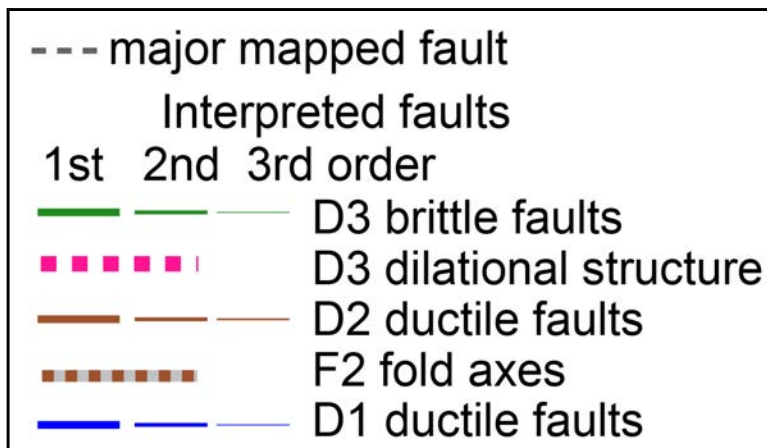 major mapped fault
Interpreted faults
1st 2nd 3rd order
D3 brittle faults
D3 dilational structure
D2 ductile faults
F2 fold axes
D1 ductile faults